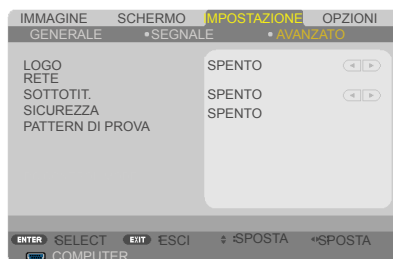 IMMAGINE SCHERMO IMPOSTAZIONE OPZIONI
GENERALE •SEGNALE •AVANZATO
LOGO SPENTO
RETE
SOTTOTIT. SPENTO
SICUREZZA SPENTO
PATTERN DI PROVA
ENTER :SELECT EXIT :ESCI :SPOSTA :SPOSTA
COMPUTER